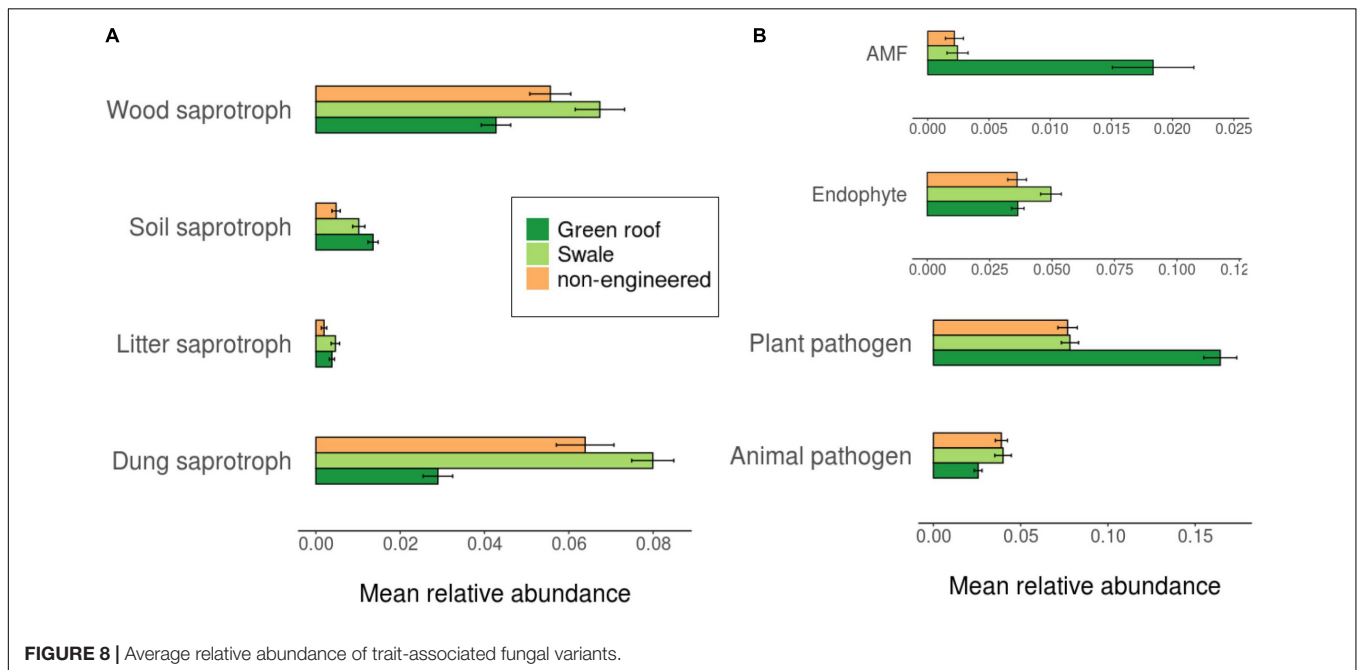 A
Wood saprotroph
Soil saprotroph
Litter saprotroph
Dung saprotroph
0.00 0.02 0.04 0.06 0.08
Mean relative abundance
Green roof
Swale
non-engineered
B
AMF
0.000 0.005 0.010 0.015 0.020 0.025
Endophyte
0.000 0.025 0.050 0.075 0.100 0.12
Plant pathogen
Animal pathogen
0.00 0.05 0.10 0.15
Mean relative abundance
FIGURE 8 | Average relative abundance of trait-associated fungal variants.